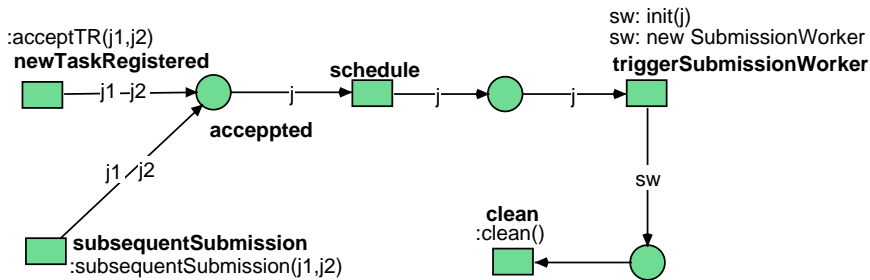 sw: init(j)
:acceptTR(j1,j2)
sw: new SubmissionWorker
newTaskRegistered
schedule
triggerSubmissionWorker
j1 j2
j
j
j
acceppted
j1 j2
sw
clean
:clean()
subsequentSubmission
:subsequentSubmission(j1,j2)